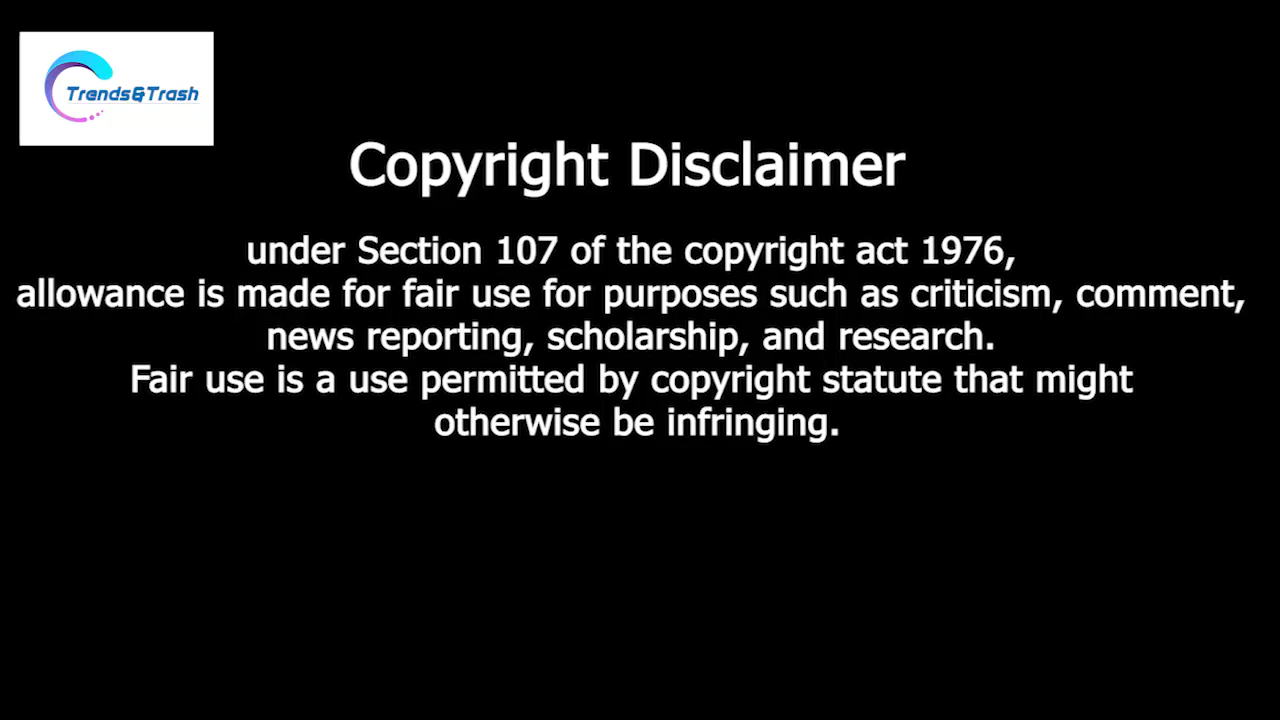 Trends&Trash
Copyright Disclaimer
under Section 107 of the copyright act 1976,
allowance is made for fair use for purposes such as criticism, comment,
news reporting, scholarship, and research.
Fair use is a use permitted by copyright statute that might
otherwise be infringing.